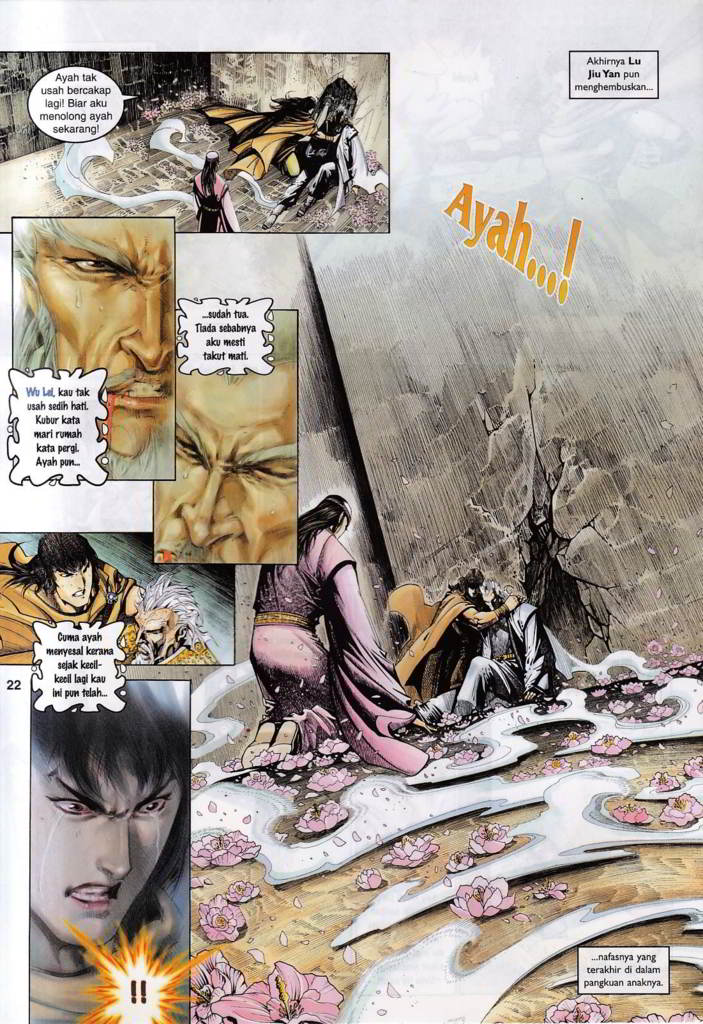 Ayah tak
usah bercakap
lagi! Biar aku
menolong ayah
sekarang!
Wu Lei, kau tak
usah sedih hati.
Kubur kata
mari rumah
kata pergi.
Ayah pun...
...sudah tua.
Tiada sebabnya
aku mesti
takut mati.
Cuma ayah
menyesal kerana
sejak kecil-
kecil lagi kau
ini pun telah...
!!
Akhirnya Lu
Jiu Yan pun
menghembuskan...
Ayah....!
...nafasnya yang
terakhir di dalam
pangkuan anaknya.
22